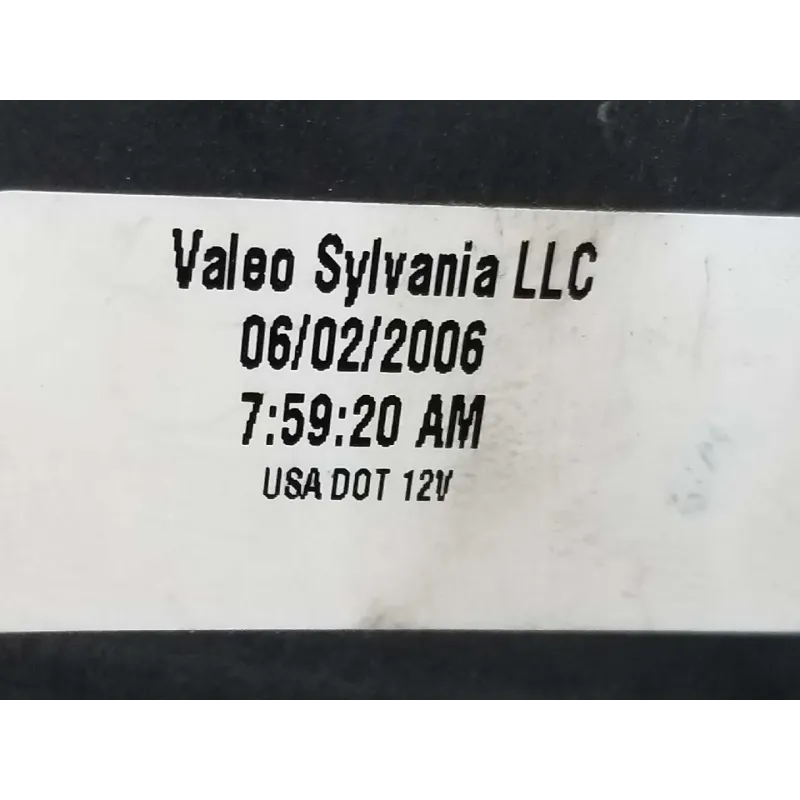 Valeo Sylvania LLC
06/02/2006
7:59:20 AM
USA DOT 12V